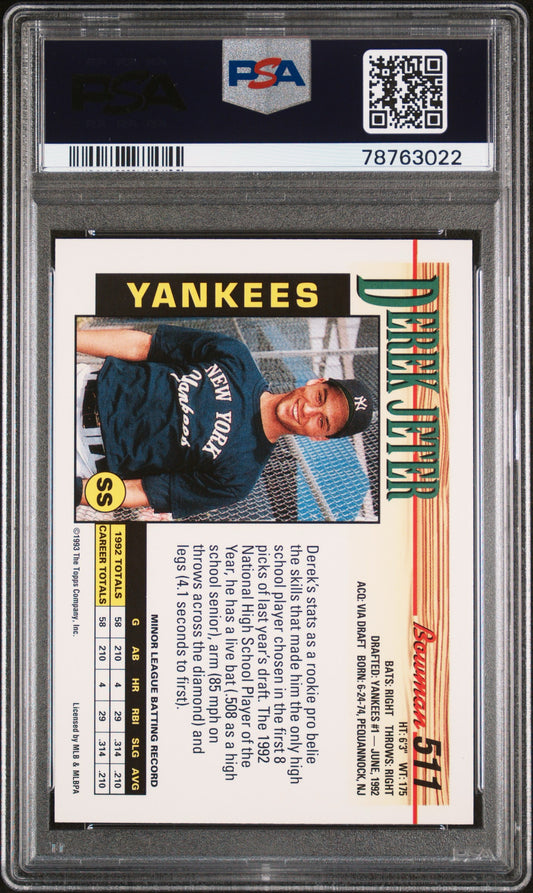 PSA
PSA
78763022
DEREK JETER
Bowman 511
HT: 6'3" WT: 175
BATS: RIGHT THROWS: RIGHT
DRAFTED: YANKEES #1 — JUNE, 1992
ACQ: VIA DRAFT BORN: 6-24-74, PEQUANNOCK, NJ
NY
NEW YORK
Yankees
YANKEES
SS
Derek's stats as a rookie pro belie
the skills that made him the only high
school player chosen in the first 8
picks of last year's draft. The 1992
National High School Player of the
Year, he has a live bat (.508 as a high
school senior), arm (85 mph on
throws across the diamond) and
legs (4.1 seconds to first).
MINOR LEAGUE BATTING RECORD
G AB HR RBI SLG AVG
1992 TOTALS 58 210 4 29 .314 .210
CAREER TOTALS 58 210 4 29 .314 .210
©1993 The Topps Company, Inc. Licensed by MLB & MLBPA
PSA